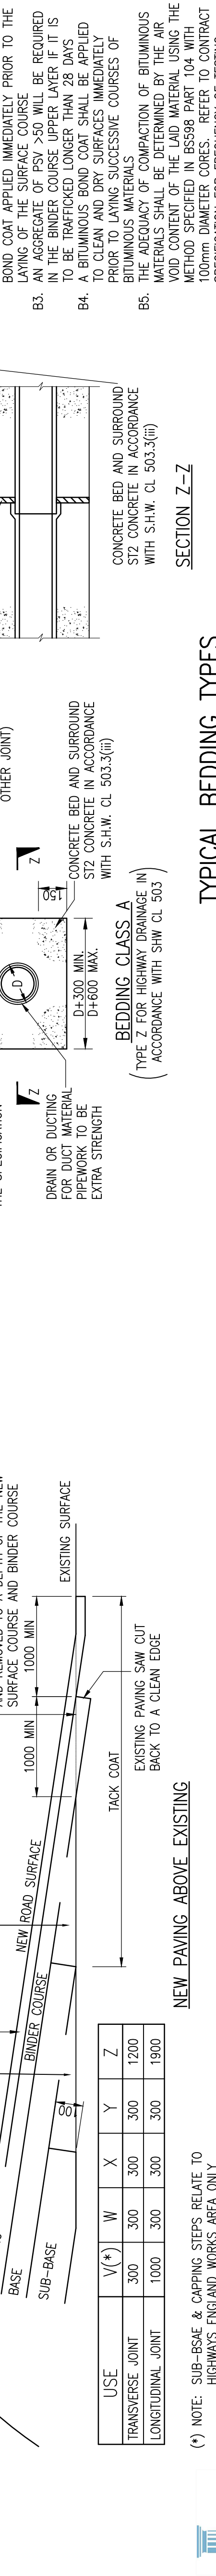 SURFACE COURSE AND BINDER COURSE
1000 MIN
1000 MIN
EXISTING SURFACE
NEW ROAD SURFACE
BINDER COURSE
BASE
SUB-BASE
100
TACK COAT
EXISTING PAVING SAW CUT
BACK TO A CLEAN EDGE
USE V(*) W X Y Z
TRANSVERSE JOINT 300 300 300 300 1200
LONGITUDINAL JOINT 1000 300 300 300 1900
NEW PAVING ABOVE EXISTING
(*) NOTE: SUB-BSAE & CAPPING STEPS RELATE TO
HIGHWAYS ENGLAND WORKS AREA ONLY
OTHER JOINT)
Z
Z
D
150
DRAIN OR DUCTING
FOR DUCT MATERIAL
PIPEWORK TO BE
EXTRA STRENGTH
D+300 MIN.
D+600 MAX.
CONCRETE BED AND SURROUND
ST2 CONCRETE IN ACCORDANCE
WITH S.H.W. CL 503.3(iii)
BEDDING CLASS A
(TYPE Z FOR HIGHWAY DRAINAGE IN
ACCORDANCE WITH SHW CL 503)
CONCRETE BED AND SURROUND
ST2 CONCRETE IN ACCORDANCE
WITH S.H.W. CL 503.3(iii)
SECTION Z-Z
TYPICAL BEDDING TYPES
BOND COAT APPLIED IMMEDIATELY PRIOR TO THE
LAYING OF THE SURFACE COURSE
B3. AN AGGREGATE OF PSV >50 WILL BE REQUIRED
IN THE BINDER COURSE UPPER LAYER IF IT IS
TO BE TRAFFICKED LONGER THAN 28 DAYS
B4. A BITUMINOUS BOND COAT SHALL BE APPLIED
TO CLEAN AND DRY SURFACES IMMEDIATELY
PRIOR TO LAYING SUCCESSIVE COURSES OF
BITUMINOUS MATERIALS
B5. THE ADEQUACY OF COMPACTION OF BITUMINOUS
MATERIALS SHALL BE DETERMINED BY THE AIR
VOID CONTENT OF THE LAID MATERIAL USING THE
METHOD SPECIFIED IN BS598 PART 104 WITH
100mm DIAMETER CORES. REFER TO CONTRACT